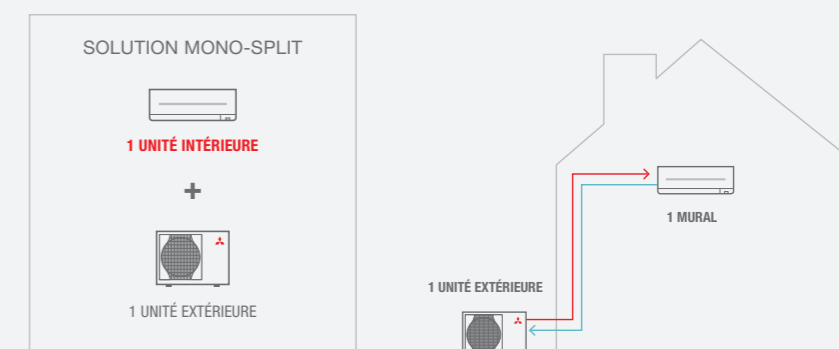 SOLUTION MONO-SPLIT
1 UNITÉ INTÉRIEURE
+
1 UNITÉ EXTÉRIEURE
1 MURAL
1 UNITÉ EXTÉRIEURE